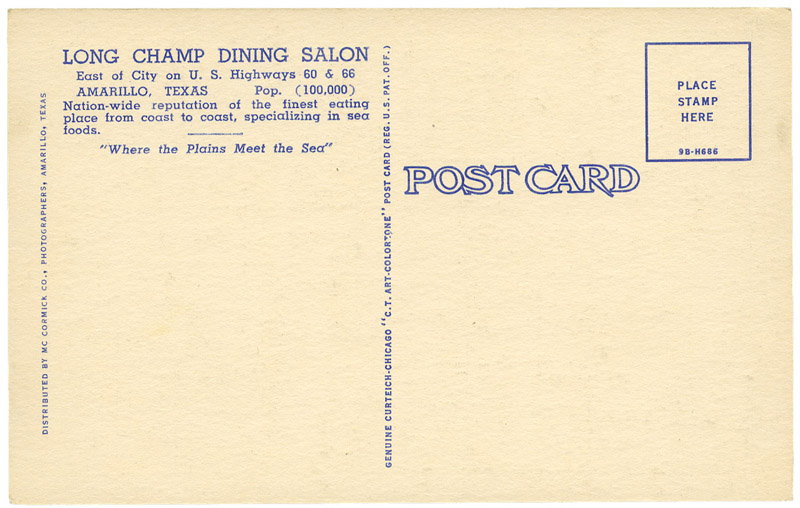 LONG CHAMP DINING SALON
East of City on U. S. Highways 60 & 66
AMARILLO, TEXAS Pop. (100,000)
Nation-wide reputation of the finest eating
place from coast to coast, specializing in sea
foods.
"Where the Plains Meet the Sea"
DISTRIBUTED BY MC CORMICK CO., PHOTOGRAPHERS, AMARILLO, TEXAS
GENUINE CURTEICH-CHICAGO "C.T. ART-COLORTONE" POST CARD (REG. U.S. PAT. OFF.)
POST CARD
PLACE
STAMP
HERE
9B-H686